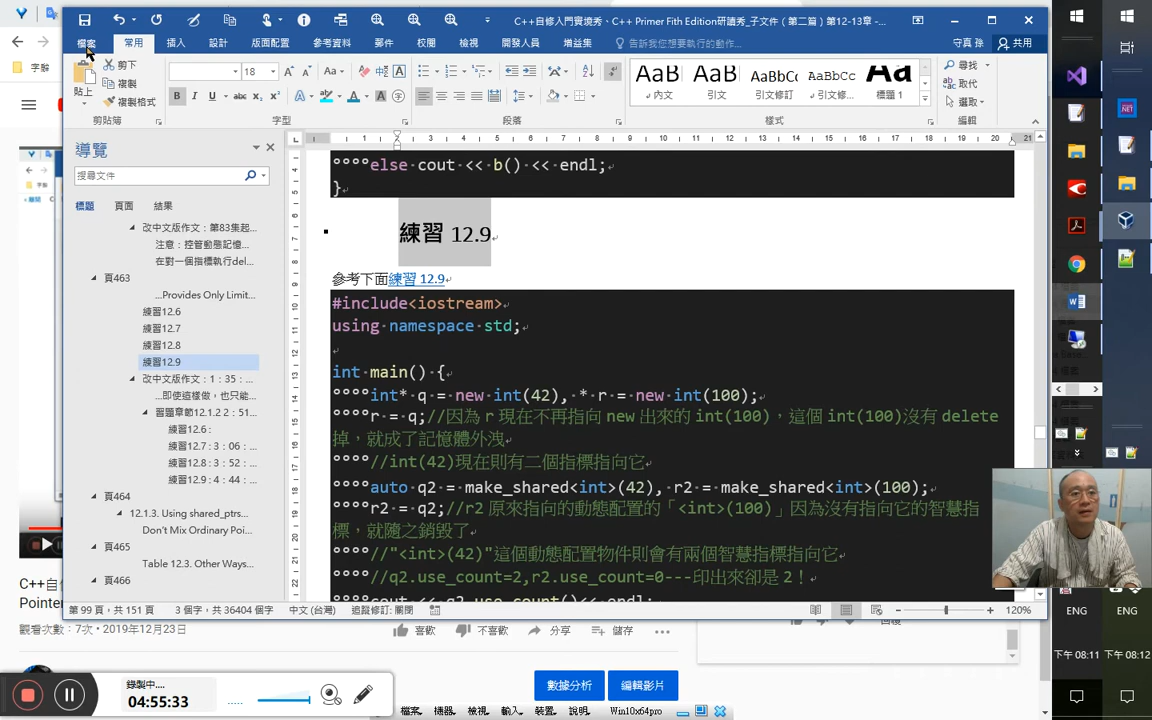 C++自修入門實境秀、C++ Primer Fith Edition研讀秀_子文件（第二篇）12-13章 - ...
檔案 常用 插入 設計 版面配置 參考資料 郵件 校閱 檢視 開發人員 增益集 告訴我您想要執行的動作... 守真 孫 共用
字齡
貼上
剪下
複製
複製格式
18
剪貼簿 字型 段落 樣式 編輯
AaB AaB AaBbCc AaBbCc AaB
內文 引文 引文修訂 引文修... 標題 1
尋找
取代
選取
導覽
搜尋文件
標題 頁面 結果
改中文版作文：第83集起...
注意：控管動態記憶...
在對一個指標執行del...
頁463
...Provides Only Limit...
練習12.6
練習12.7
練習12.8
練習12.9
改中文版作文：1：35：...
...即使這樣做，也只能...
習題章節12.1.2 2：51...
練習12.6：
練習12.7：3：06：...
練習12.8：3：52：...
練習12.9：4：44：...
頁464
12.1.3. Using shared_ptrs...
Don't Mix Ordinary Poi...
頁465
Table 12.3. Other Ways...
頁466
else cout << b() << endl;
}
練習 12.9
參考下面練習 12.9
#include<iostream>
using namespace std;
int main() {
int* q = new int(42), * r = new int(100);
r = q;//因為 r 現在不再指向 new 出來的 int(100)，這個 int(100)沒有 delete
掉，就成了記憶體外洩
//int(42)現在則有二個指標指向它
auto q2 = make_shared<int>(42), r2 = make_shared<int>(100);
r2 = q2;//r2 原來指向的動態配置的「<int>(100)」因為沒有指向它的智慧指
標，就隨之銷毀了
//"<int>(42)"這個動態配置物件則會有兩個智慧指標指向它
//q2.use_count=2,r2.use_count=0---印出來卻是 2！
cout << q2.use_count()<< endl;
第 99 頁，共 151 頁 3 個字，共 36404 個字 中文 (台灣) 追蹤修訂: 關閉 120%
C++自
Pointer
觀看次數：7次・2019年12月23日
喜歡 不喜歡 分享 儲存
數據分析 編輯影片
錄製中....
04:55:33
檔案 機器 檢視 輸入 裝置 說明 Win10x64pro
ENG ENG
下午 08:11 下午 08:12